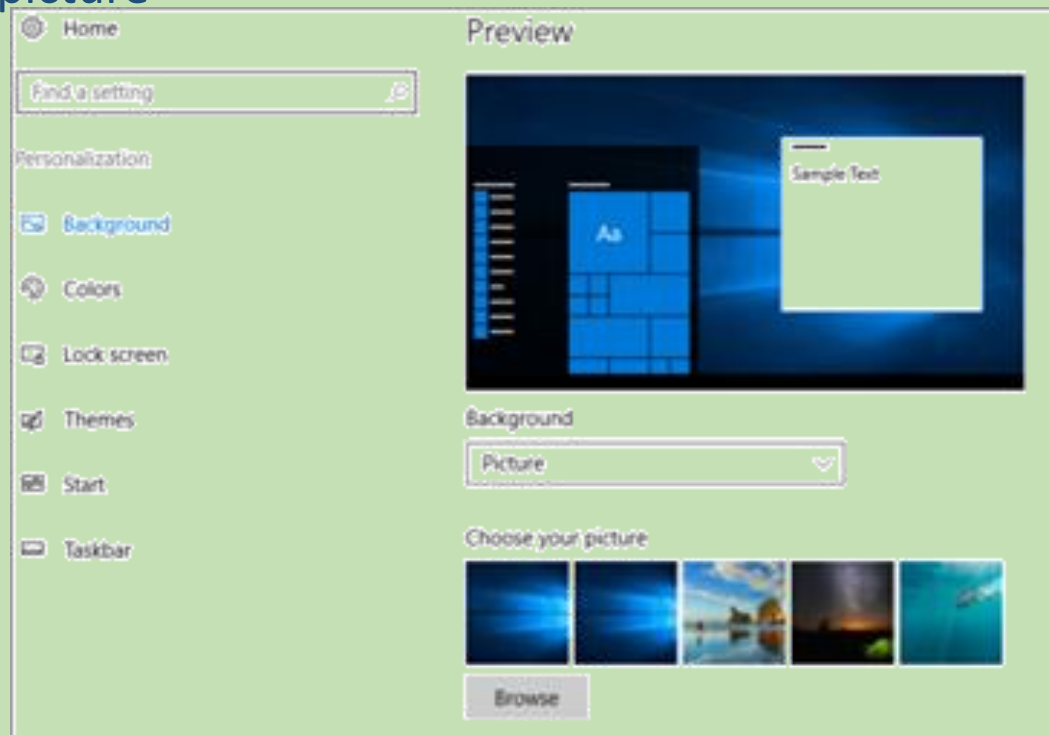 picture
Home
Find a setting
Personalization
Background
Colors
Lock screen
Themes
Start
Taskbar
Preview
Sample Text
Aa
Background
Picture
Choose your picture
Browse